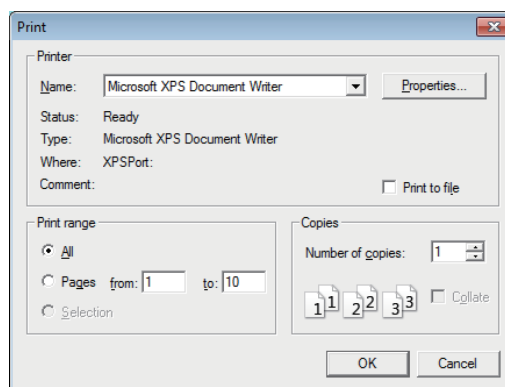 Print
Printer
Name: Microsoft XPS Document Writer Properties...
Status: Ready
Type: Microsoft XPS Document Writer
Where: XPSPort:
Comment: Print to file
Print range
All
Pages from: 1 to: 10
Selection
Copies
Number of copies: 1
1 1 2 2 3 3 Collate
OK Cancel